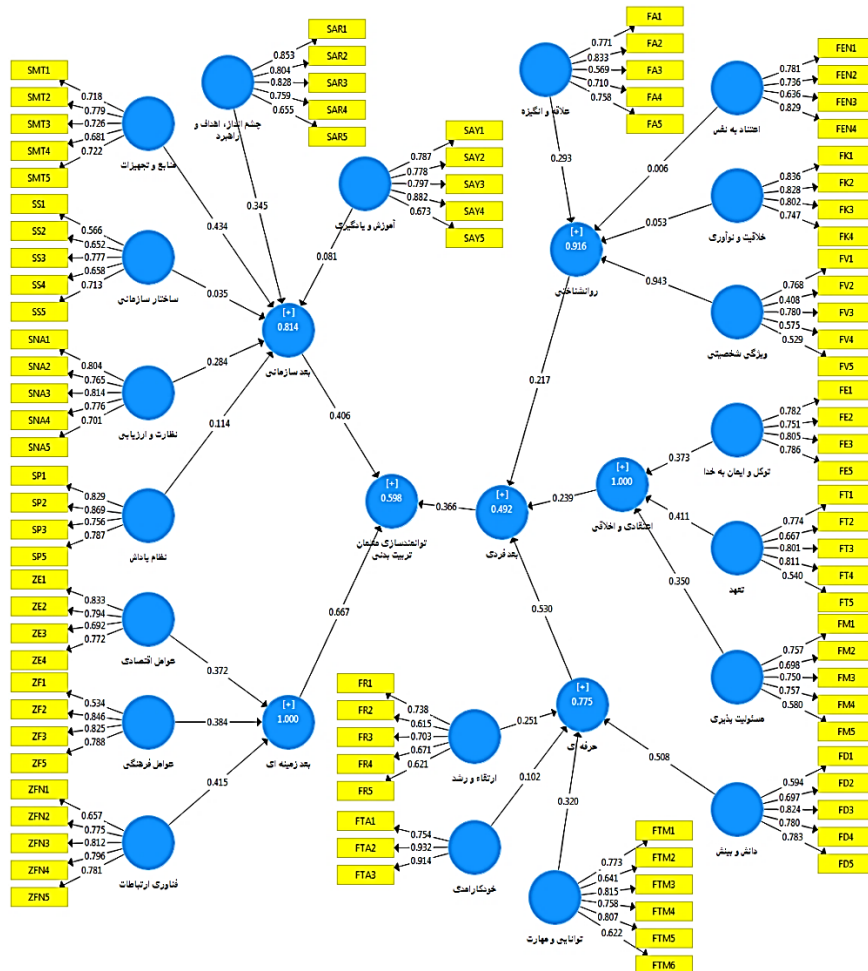 SMT1
SMT2
SMT3
SMT4
SMT5
0.718
0.779
0.726
0.681
0.722
منابع و تجهیزات
0.434
SAR1
SAR2
SAR3
SAR4
SAR5
0.853
0.804
0.828
0.759
0.655
چشم انداز، اهداف و
راهبرد
0.345
SAY1
SAY2
SAY3
SAY4
SAY5
0.787
0.778
0.797
0.882
0.673
آموزش و یادگیری
0.081
SS1
SS2
SS3
SS4
SS5
0.566
0.652
0.777
0.658
0.713
ساختار سازمانی
0.035
SNA1
SNA2
SNA3
SNA4
SNA5
0.804
0.765
0.814
0.776
0.701
نظارت و ارزیابی
0.284
SP1
SP2
SP3
SP5
0.829
0.869
0.756
0.787
نظام پاداش
0.114
[+]
0.814
بعد سازمانی
0.406
ZE1
ZE2
ZE3
ZE4
0.833
0.794
0.692
0.772
عوامل اقتصادی
0.372
ZF1
ZF2
ZF3
ZF5
0.534
0.846
0.825
0.788
عوامل فرهنگی
0.384
ZFN1
ZFN2
ZFN3
ZFN4
ZFN5
0.657
0.775
0.812
0.796
0.781
فناوری ارتباطات
0.415
[+]
1.000
بعد زمینه ای
0.667
[+]
0.598
توانمندسازی معلمان
تربیت بدنی
0.366
[+]
0.492
بعد فردی
FA1
FA2
FA3
FA4
FA5
0.771
0.833
0.569
0.710
0.758
علاقه و انگیزه
0.293
FEN1
FEN2
FEN3
FEN4
0.781
0.736
0.636
0.829
اعتماد به نفس
0.006
FK1
FK2
FK3
FK4
0.836
0.828
0.802
0.747
خلاقیت و نوآوری
0.053
FV1
FV2
FV3
FV4
FV5
0.768
0.408
0.780
0.575
0.529
ویژگی شخصیتی
0.943
[+]
0.916
روانشناختی
0.217
FE1
FE2
FE3
FE5
0.782
0.751
0.805
0.786
توکل و ایمان به خدا
0.373
FT1
FT2
FT3
FT4
FT5
0.774
0.667
0.801
0.811
0.540
تعهد
0.411
FM1
FM2
FM3
FM4
FM5
0.757
0.698
0.750
0.757
0.580
مسئولیت پذیری
0.350
[+]
1.000
اعتقادی و اخلاقی
0.239
FR1
FR2
FR3
FR4
FR5
0.738
0.615
0.703
0.671
0.621
ارتقاء و رشد
0.251
FTA1
FTA2
FTA3
0.754
0.932
0.914
خودکارامدی
0.102
FTM1
FTM2
FTM3
FTM4
FTM5
FTM6
0.773
0.641
0.815
0.758
0.807
0.622
توانایی و مهارت
0.320
FD1
FD2
FD3
FD4
FD5
0.594
0.697
0.824
0.780
0.783
دانش و بینش
0.508
[+]
0.775
حرفه ای
0.530